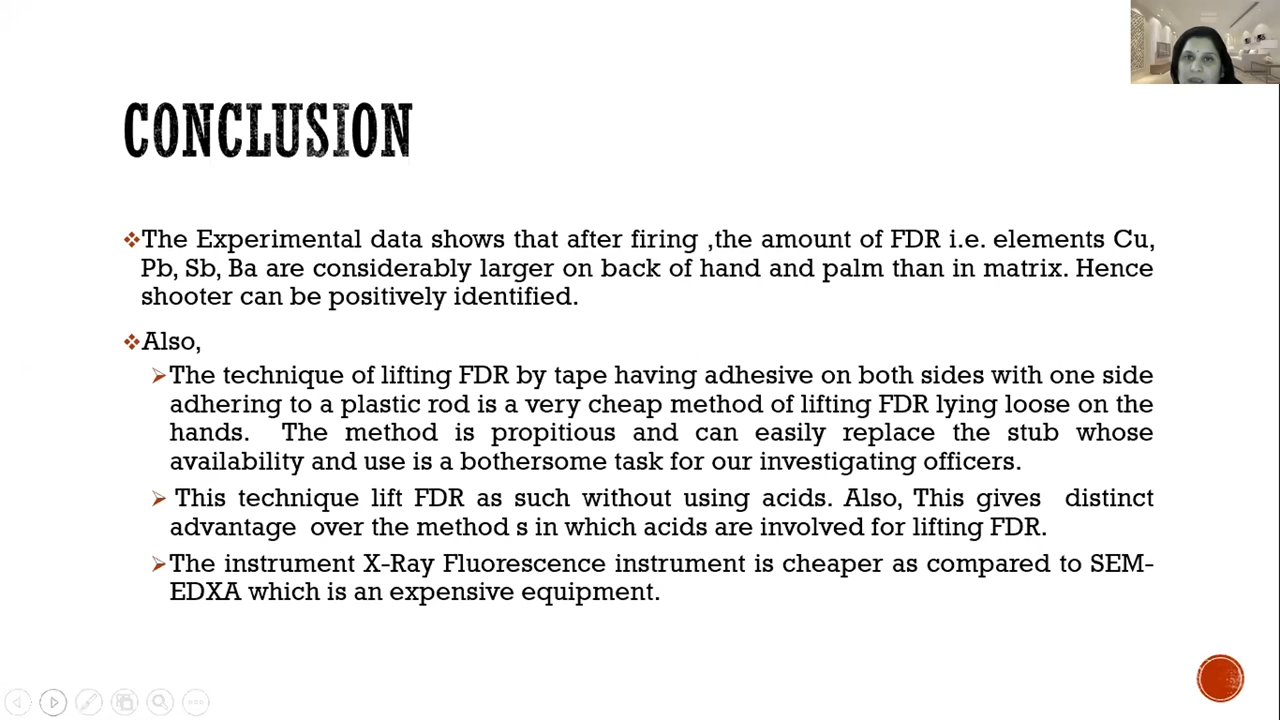 CONCLUSION
The Experimental data shows that after firing ,the amount of FDR i.e. elements Cu,
Pb, Sb, Ba are considerably larger on back of hand and palm than in matrix. Hence
shooter can be positively identified.
Also,
The technique of lifting FDR by tape having adhesive on both sides with one side
adhering to a plastic rod is a very cheap method of lifting FDR lying loose on the
hands. The method is propitious and can easily replace the stub whose
availability and use is a bothersome task for our investigating officers.
This technique lift FDR as such without using acids. Also, This gives distinct
advantage over the method s in which acids are involved for lifting FDR.
The instrument X-Ray Fluorescence instrument is cheaper as compared to SEM-
EDXA which is an expensive equipment.